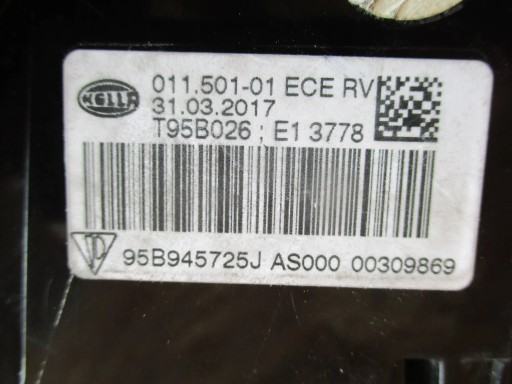 HELLA
011.501-01 ECE RV
31.03.2017
T95B026 ; E1 3778
95B945725J AS000 00309869